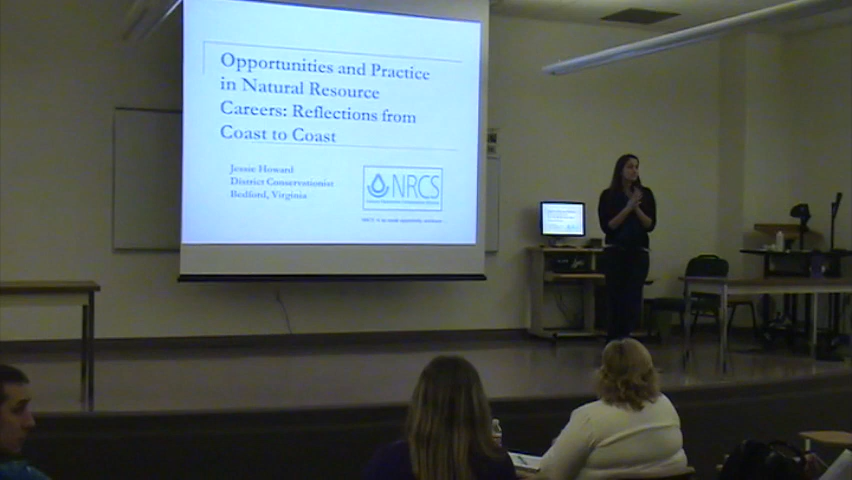 Opportunities and Practice
in Natural Resource
Careers: Reflections from
Coast to Coast
Jessie Howard
District Conservationist
Bedford, Virginia
NRCS